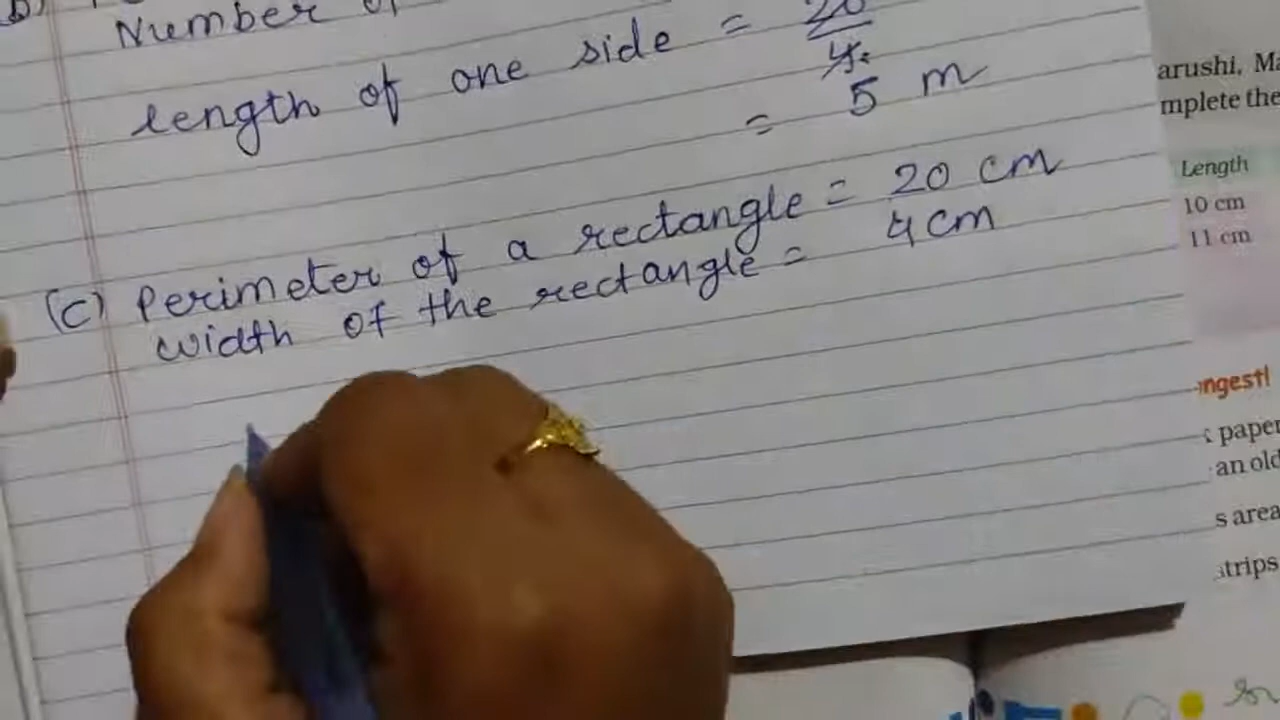 b)
Number of
length of one side = 20
4
= 5 m
(c) Perimeter of a rectangle = 20 cm
width of the rectangle = 4 cm
arushi, Ma
mplete the
Length
10 cm
11 cm
ngest!
paper
an old
s area
strips